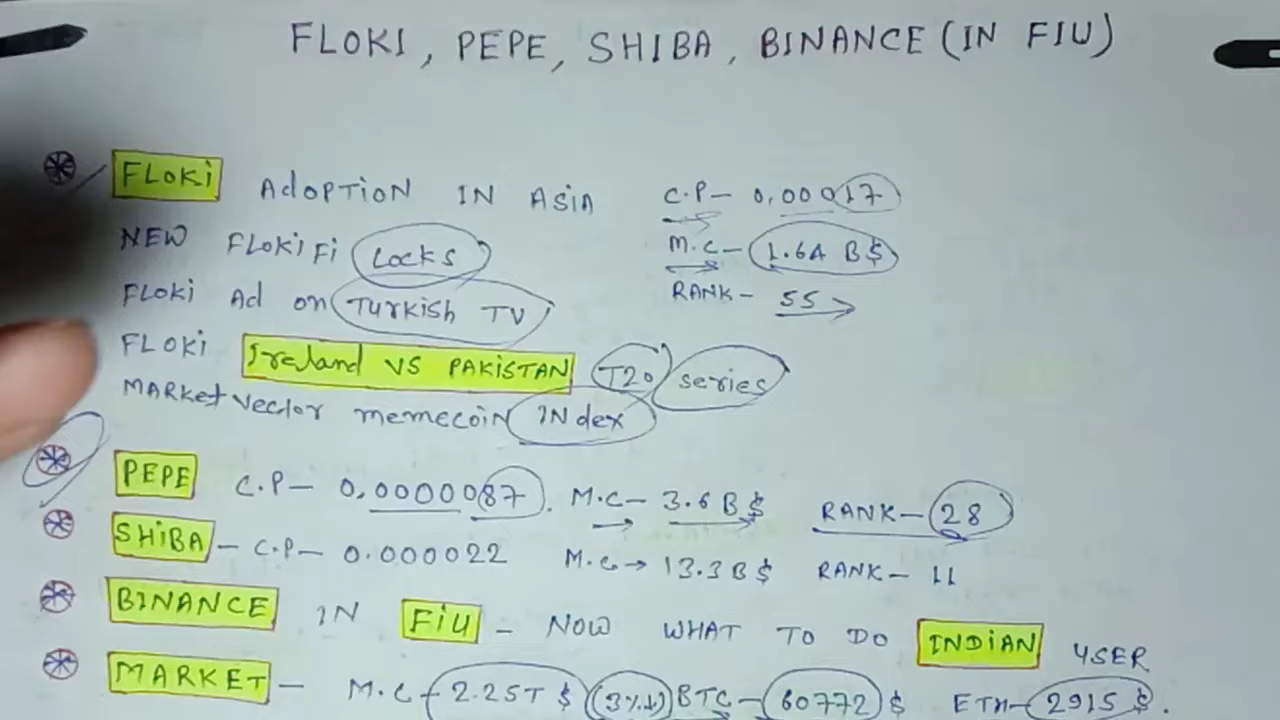 FLOKI, PEPE, SHIBA, BINANCE (IN FIU)
FLOKI ADOPTION IN ASIA C.P- 0.00017
NEW FLOKIFI LOCKS M.C- 1.6A B$
FLOKI Ad on TURKISH TV RANK- 55
FLOKI Ireland VS PAKISTAN T20 series
MARKet Vector memecoin INdex
PEPE C.P- 0.0000087. M.C- 3.6 B$ RANK- 28
SHIBA - C.P- 0.000022 M.C→ 13.3B$ RANK- 11
BINANCE IN FIU - NOW WHAT TO DO INDIAN USER
MARKET - M.C- 2.25T $ (3%↓) BTC- 60772 $ ETH- 2915 $.